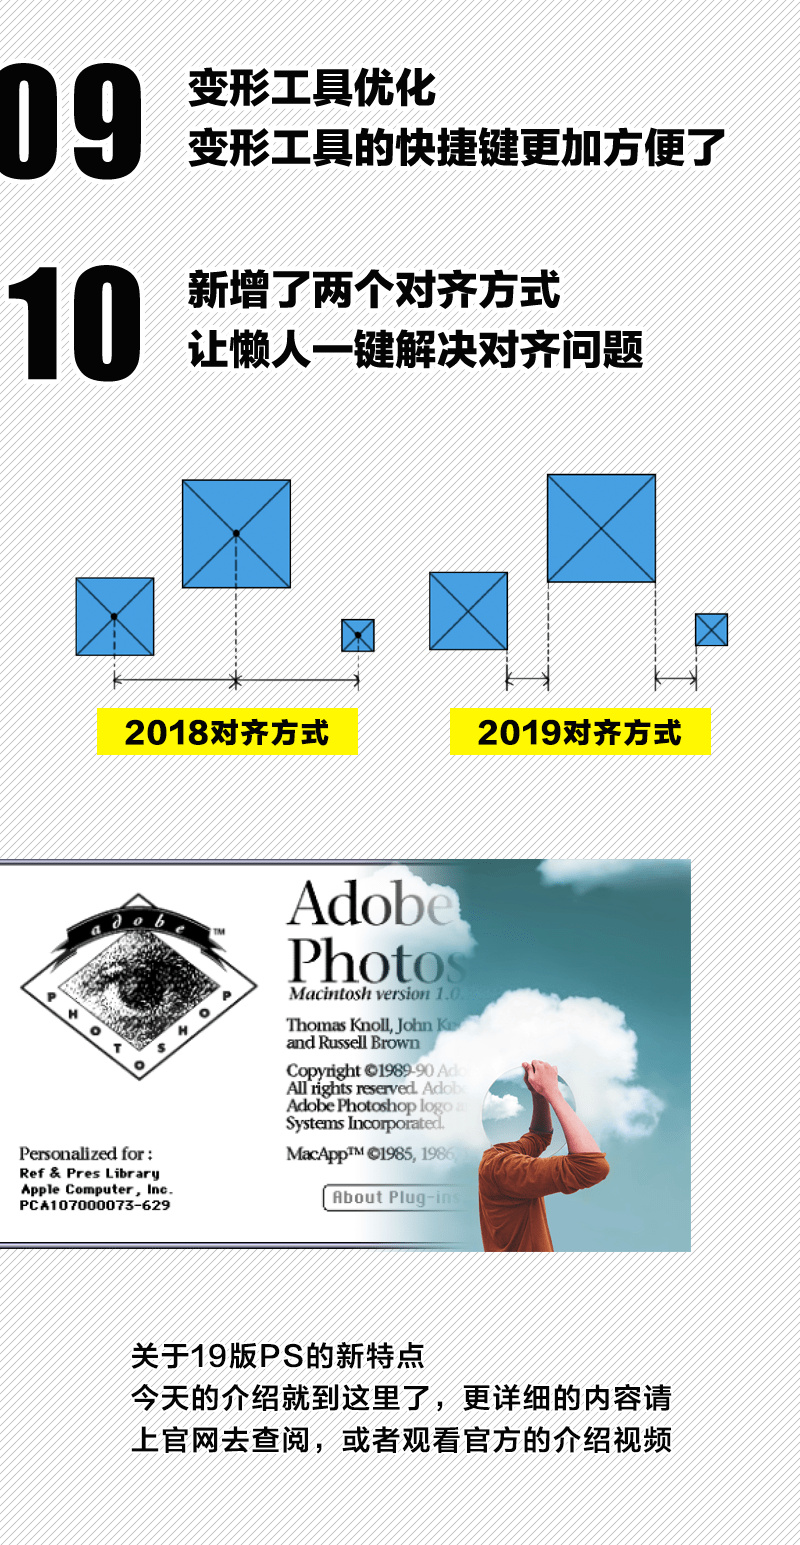 09
变形工具优化
变形工具的快捷键更加方便了
10
新增了两个对齐方式
让懒人一键解决对齐问题
2018对齐方式
2019对齐方式
adobe™
PHOTOSHOP
Adobe
Photos
Macintosh version 1.0.
Thomas Knoll, John Kn
and Russell Brown
Copyright ©1989-90 Ado
All rights reserved. Adobe
Adobe Photoshop logo a
Systems Incorporated.
MacApp™ ©1985, 1986,
About Plug-ins
Personalized for :
Ref & Pres Library
Apple Computer, Inc.
PCA107000073-629
关于19版PS的新特点
今天的介绍就到这里了，更详细的内容请
上官网去查阅，或者观看官方的介绍视频